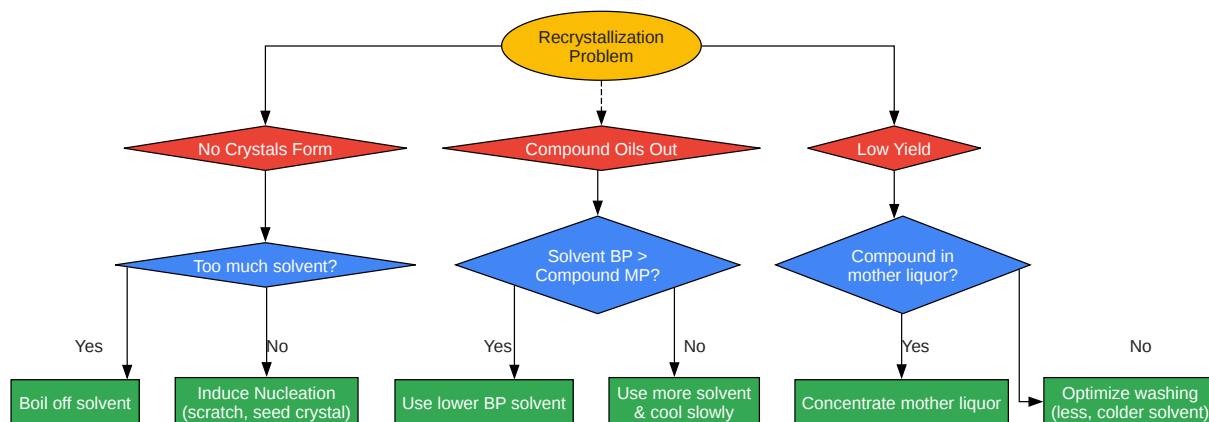 Recrystallization
Problem
No Crystals Form
Compound Oils Out
Low Yield
Too much solvent?
Solvent BP >
Compound MP?
Compound in
mother liquor?
Yes
No
Yes
No
Yes
No
Boil off solvent
Induce Nucleation
(scratch, seed crystal)
Use lower BP solvent
Use more solvent
& cool slowly
Concentrate mother liquor
Optimize washing
(less, colder solvent)